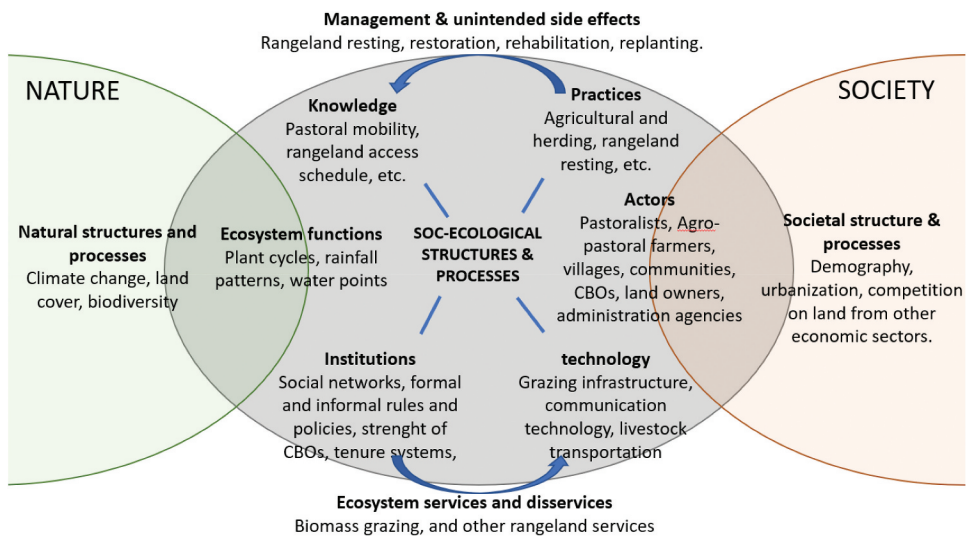 Management & unintended side effects
Rangeland resting, restoration, rehabilitation, replanting.
NATURE
SOCIETY
Knowledge
Pastoral mobility,
rangeland access
schedule, etc.
Practices
Agricultural and
herding, rangeland
resting, etc.
Natural structures and
processes
Climate change, land
cover, biodiversity
Ecosystem functions
Plant cycles, rainfall
patterns, water points
SOC-ECOLOGICAL
STRUCTURES &
PROCESSES
Actors
Pastoralists, Agro-
pastoral farmers,
villages, communities,
CBOs, land owners,
administration agencies
Societal structure &
processes
Demography,
urbanization, competition
on land from other
economic sectors.
Institutions
Social networks, formal
and informal rules and
policies, strenght of
CBOs, tenure systems,
technology
Grazing infrastructure,
communication
technology, livestock
transportation
Ecosystem services and disservices
Biomass grazing, and other rangeland services